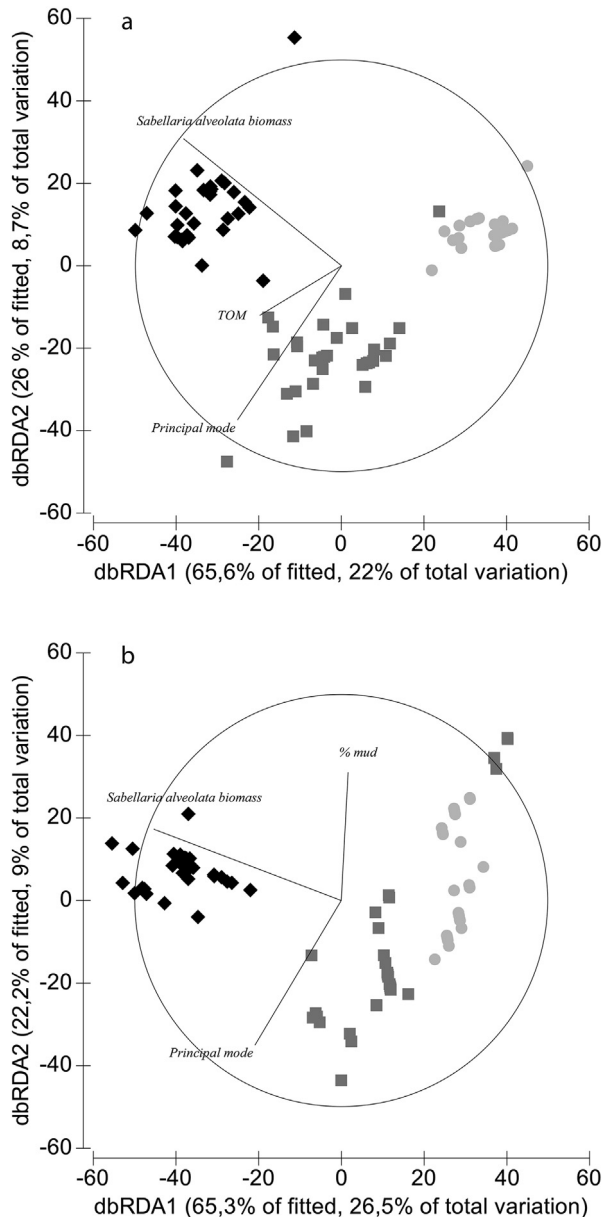 a
60
40
20
0
-20
-40
-60
dbRDA2 (26 % of fitted, 8,7% of total variation)
Sabellaria alveolata biomass
TOM
Principal mode
-60 -40 -20 0 20 40 60
dbRDA1 (65,6% of fitted, 22% of total variation)
b
60
40
20
0
-20
-40
-60
dbRDA2 (22,2% of fitted, 9% of total variation)
% mud
Sabellaria alveolata biomass
Principal mode
-60 -40 -20 0 20 40 60
dbRDA1 (65,3% of fitted, 26,5% of total variation)